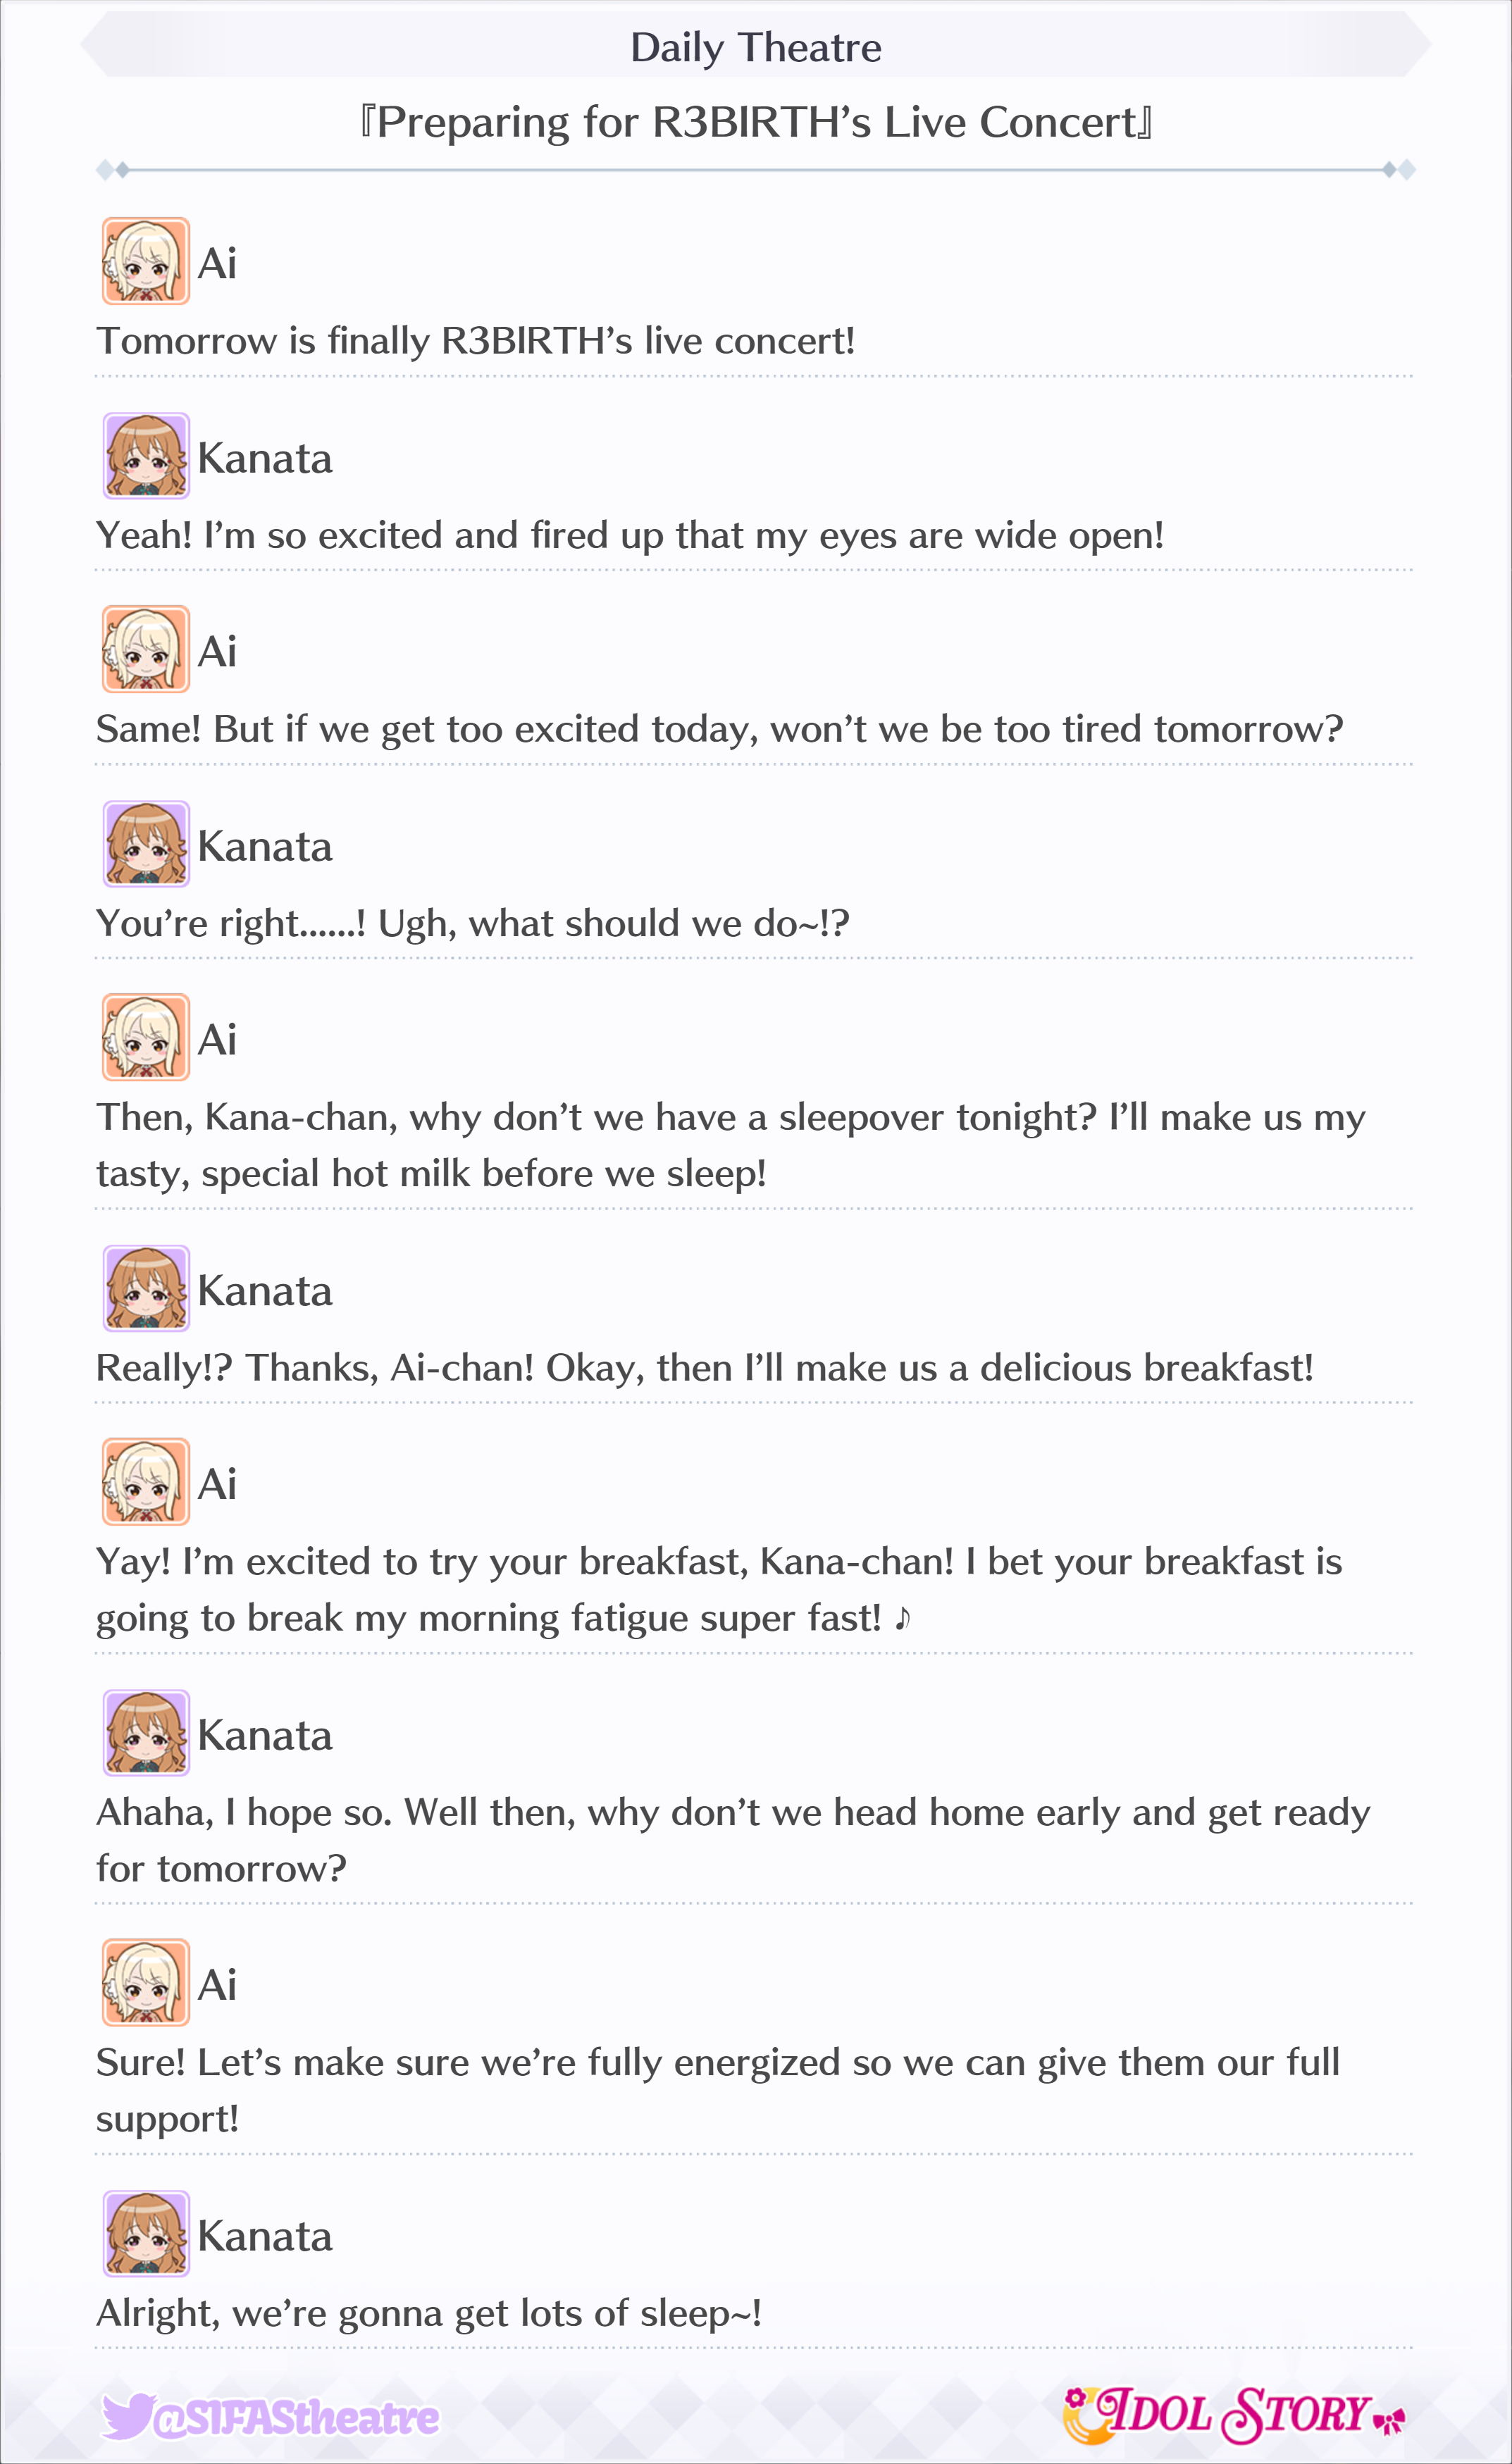 Daily Theatre
『Preparing for R3BIRTH’s Live Concert』
Ai
Tomorrow is finally R3BIRTH’s live concert!
Kanata
Yeah! I’m so excited and fired up that my eyes are wide open!
Ai
Same! But if we get too excited today, won’t we be too tired tomorrow?
Kanata
You’re right......! Ugh, what should we do~!?
Ai
Then, Kana-chan, why don’t we have a sleepover tonight? I’ll make us my
tasty, special hot milk before we sleep!
Kanata
Really!? Thanks, Ai-chan! Okay, then I’ll make us a delicious breakfast!
Ai
Yay! I’m excited to try your breakfast, Kana-chan! I bet your breakfast is
going to break my morning fatigue super fast! ♪
Kanata
Ahaha, I hope so. Well then, why don’t we head home early and get ready
for tomorrow?
Ai
Sure! Let’s make sure we’re fully energized so we can give them our full
support!
Kanata
Alright, we’re gonna get lots of sleep~!
@SIFAStheatre
IDOL STORY